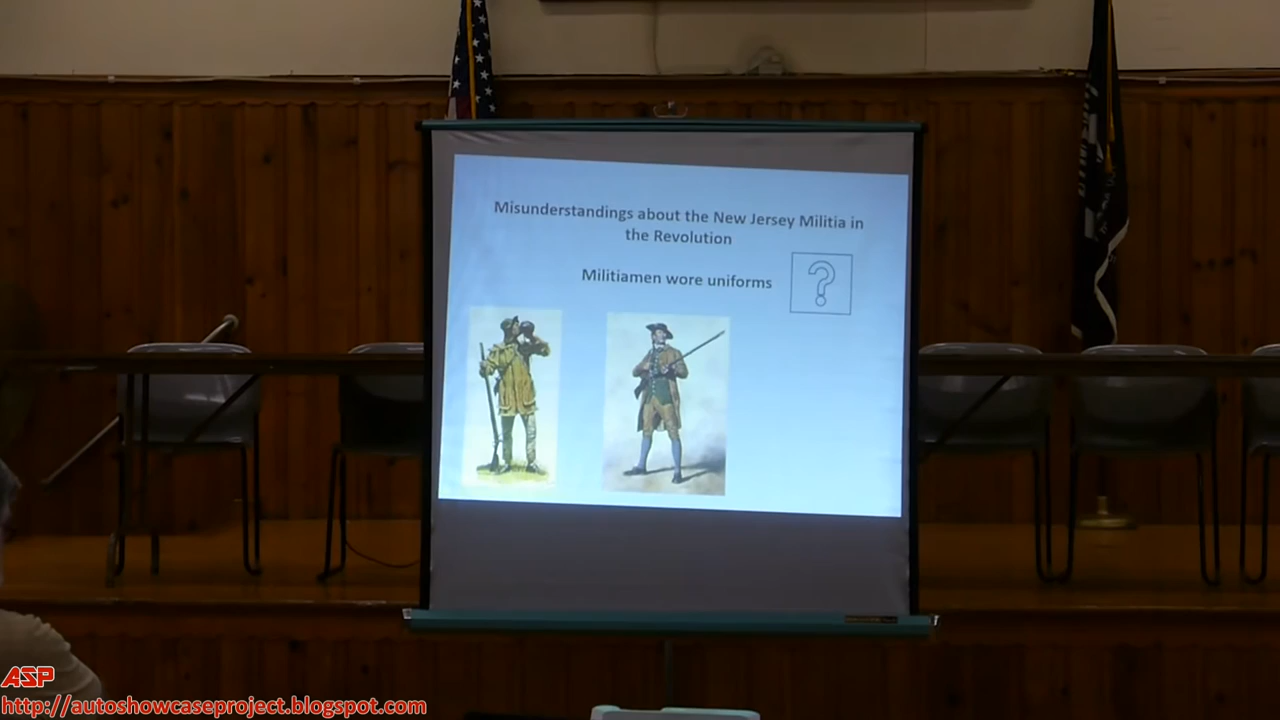 Misunderstandings about the New Jersey Militia in
the Revolution
Militiamen wore uniforms
?
ASP
http://autoshowcaseproject.blogspot.com